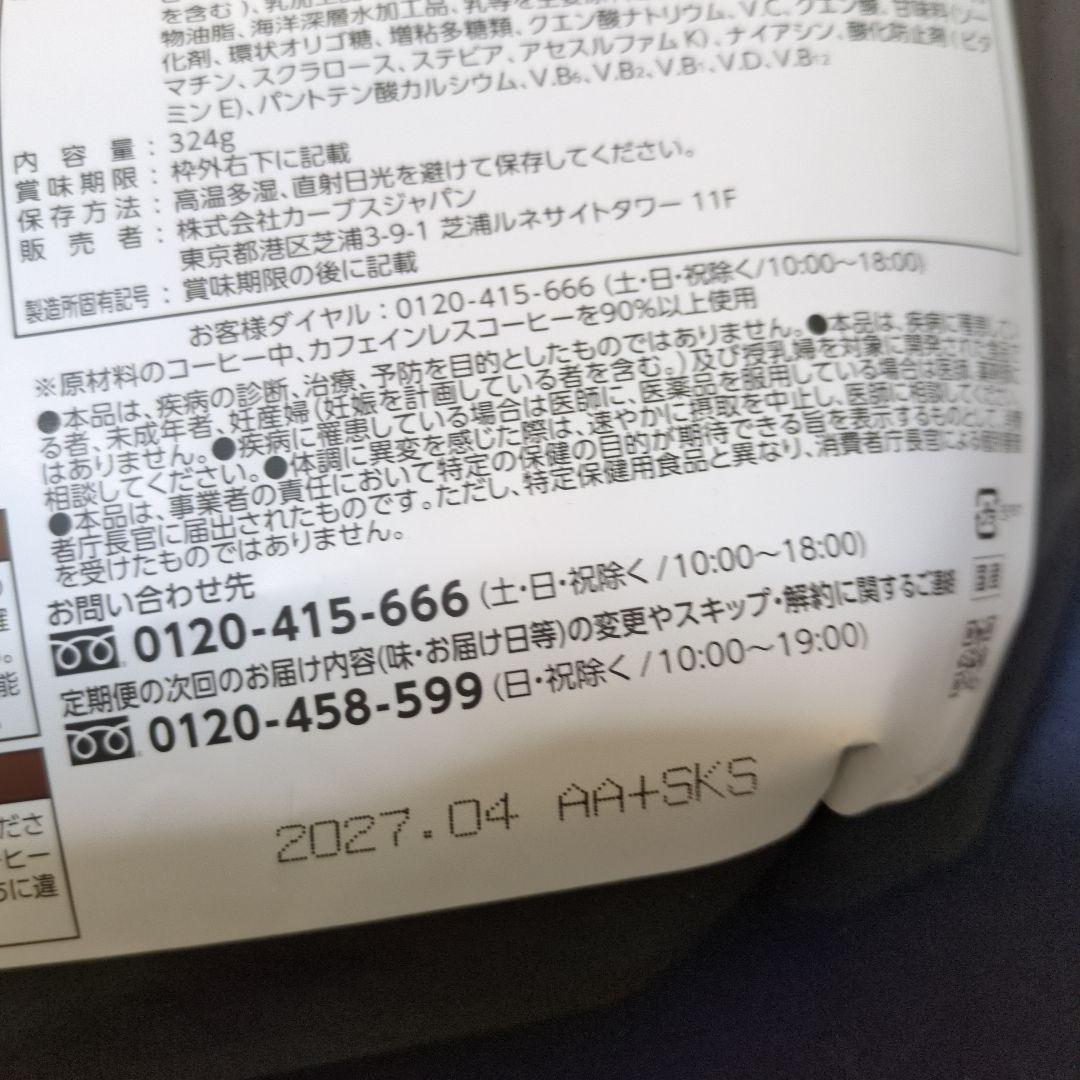 を含む)、乳加工品
物油脂、海洋深層水加工品、乳等を主要原
化剤、環状オリゴ糖、増粘多糖類、クエン酸ナトリウム、V.C、クエン酸、甘味料(ソー
マチン、スクラロース、ステビア、アセスルファムK)、ナイアシン、酸化防止剤(ビタ
ミンE)、パントテン酸カルシウム、V.B6、V.B2、V.B1、V.D、V.B12
内容量：324g
賞味期限：枠外右下に記載
保存方法：高温多湿、直射日光を避けて保存してください。
販売者：株式会社カーブスジャパン
東京都港区芝浦3-9-1 芝浦ルネサイトタワー 11F
製造所固有記号：賞味期限の後に記載
お客様ダイヤル：0120-415-666 (土・日・祝除く/10:00～18:00)
※原材料のコーヒー中、カフェインレスコーヒーを90%以上使用
●本品は、疾病の診断、治療、予防を目的としたものではありません。●本品は、疾病に罹患してい
る者、未成年者、妊産婦(妊娠を計画している者を含む。)及び授乳婦を対象に開発された食品で
はありません。●疾病に罹患している場合は医師に、医薬品を服用している場合は医師、薬剤師に
相談してください。●体調に異変を感じた際は、速やかに摂取を中止し、医師に相談してください。
●本品は、事業者の責任において特定の保健の目的が期待できる旨を表示するものとして、消費
者庁長官に届出されたものです。ただし、特定保健用食品と異なり、消費者庁長官による個別審査
を受けたものではありません。
お問い合わせ先
0120-415-666 (土・日・祝除く/10:00～18:00)
定期便の次回のお届け内容(味・お届け日等)の変更やスキップ・解約に関するご連絡
0120-458-599 (日・祝除く/10:00～19:00)
2027.04 AA+SKS
能
ださ
ヒー
に違